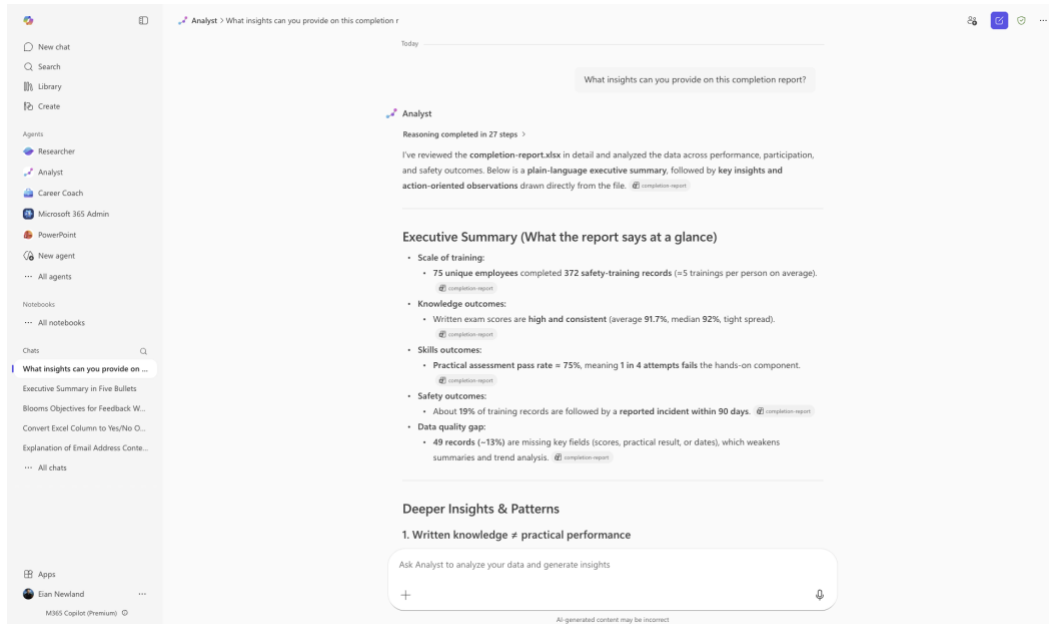 New chat
Search
Library
Create
Agents
Researcher
Analyst
Career Coach
Microsoft 365 Admin
PowerPoint
New agent
All agents
Notebooks
All notebooks
Chats
What insights can you provide on ...
Executive Summary in Five Bullets
Blooms Objectives for Feedback W...
Convert Excel Column to Yes/No O...
Explanation of Email Address Conte...
All chats
Apps
Eian Newland
M365 Copilot (Premium)
Analyst > What insights can you provide on this completion r
Today
What insights can you provide on this completion report?
Analyst
Reasoning completed in 27 steps >
I've reviewed the completion-report.xlsx in detail and analyzed the data across performance, participation,
and safety outcomes. Below is a plain-language executive summary, followed by key insights and
action-oriented observations drawn directly from the file. completion-report
Executive Summary (What the report says at a glance)
• Scale of training:
• 75 unique employees completed 372 safety-training records (≈5 trainings per person on average).
completion-report
• Knowledge outcomes:
• Written exam scores are high and consistent (average 91.7%, median 92%, tight spread).
completion-report
• Skills outcomes:
• Practical assessment pass rate = 75%, meaning 1 in 4 attempts fails the hands-on component.
completion-report
• Safety outcomes:
• About 19% of training records are followed by a reported incident within 90 days. completion-report
• Data quality gap:
• 49 records (~13%) are missing key fields (scores, practical result, or dates), which weakens
summaries and trend analysis. completion-report
Deeper Insights & Patterns
1. Written knowledge ≠ practical performance
Ask Analyst to analyze your data and generate insights
AI-generated content may be incorrect